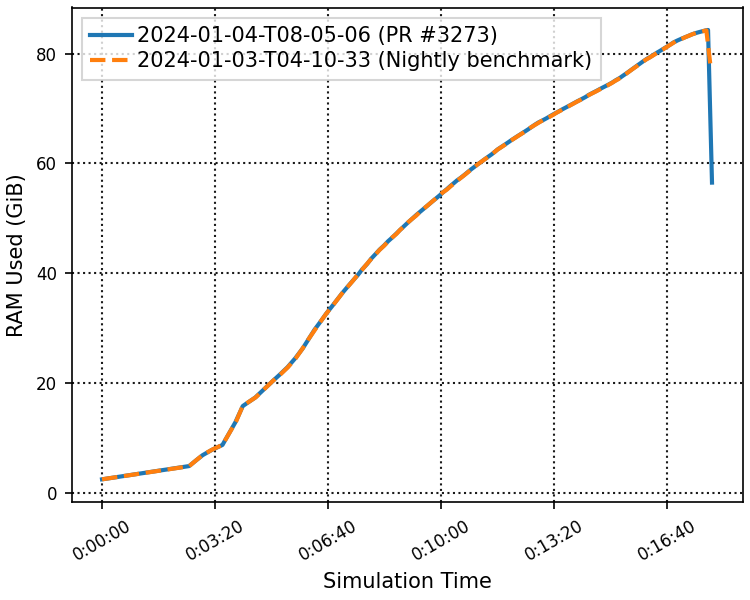 2024-01-04-T08-05-06 (PR #3273)
2024-01-03-T04-10-33 (Nightly benchmark)
80
60
40
20
0
RAM Used (GiB)
0:00:00
0:03:20
0:06:40
0:10:00
0:13:20
0:16:40
Simulation Time